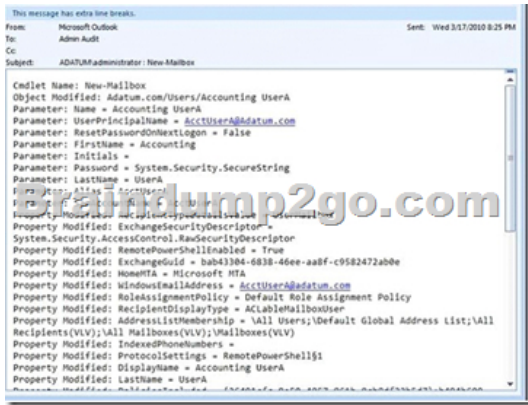 This message has extra line breaks.
From: Microsoft Outlook Sent: Wed 3/17/2010 8:25 PM
To: Admin Audit
Cc:
Subject: ADATUM\administrator : New-Mailbox
Cmdlet Name: New-Mailbox
Object Modified: Adatum.com/Users/Accounting UserA
Parameter: Name = Accounting UserA
Parameter: UserPrincipalName = AcctUserA@Adatum.com
Parameter: ResetPasswordOnNextLogon = False
Parameter: FirstName = Accounting
Parameter: Initials =
Parameter: Password = System.Security.SecureString
Parameter: LastName = UserA
Braindump2go.com
Property Modified: ExchangeSecurityDescriptor =
System.Security.AccessControl.RawSecurityDescriptor
Property Modified: RemotePowerShellEnabled = True
Property Modified: ExchangeGuid = bab43304-6838-46ee-aa8f-c9582472ab0e
Property Modified: HomeMTA = Microsoft MTA
Property Modified: WindowsEmailAddress = AcctUserA@adatum.com
Property Modified: RoleAssignmentPolicy = Default Role Assignment Policy
Property Modified: RecipientDisplayType = ACLableMailboxUser
Property Modified: AddressListMembership = \All Users;\Default Global Address List;\All
Recipients(VLV);\All Mailboxes(VLV);\Mailboxes(VLV)
Property Modified: IndexedPhoneNumbers =
Property Modified: ProtocolSettings = RemotePowerShell§1
Property Modified: DisplayName = Accounting UserA
Property Modified: LastName = UserA